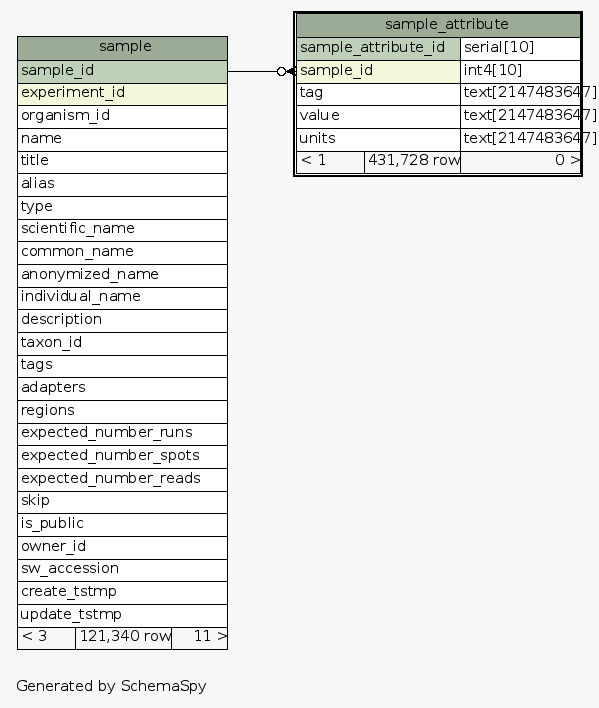 sample
sample_id
experiment_id
organism_id
name
title
alias
type
scientific_name
common_name
anonymized_name
individual_name
description
taxon_id
tags
adapters
regions
expected_number_runs
expected_number_spots
expected_number_reads
skip
is_public
owner_id
sw_accession
create_tstmp
update_tstmp
< 3 121,340 row 11 >
sample_attribute
sample_attribute_id serial[10]
sample_id int4[10]
tag text[2147483647]
value text[2147483647]
units text[2147483647]
< 1 431,728 row 0 >
Generated by SchemaSpy